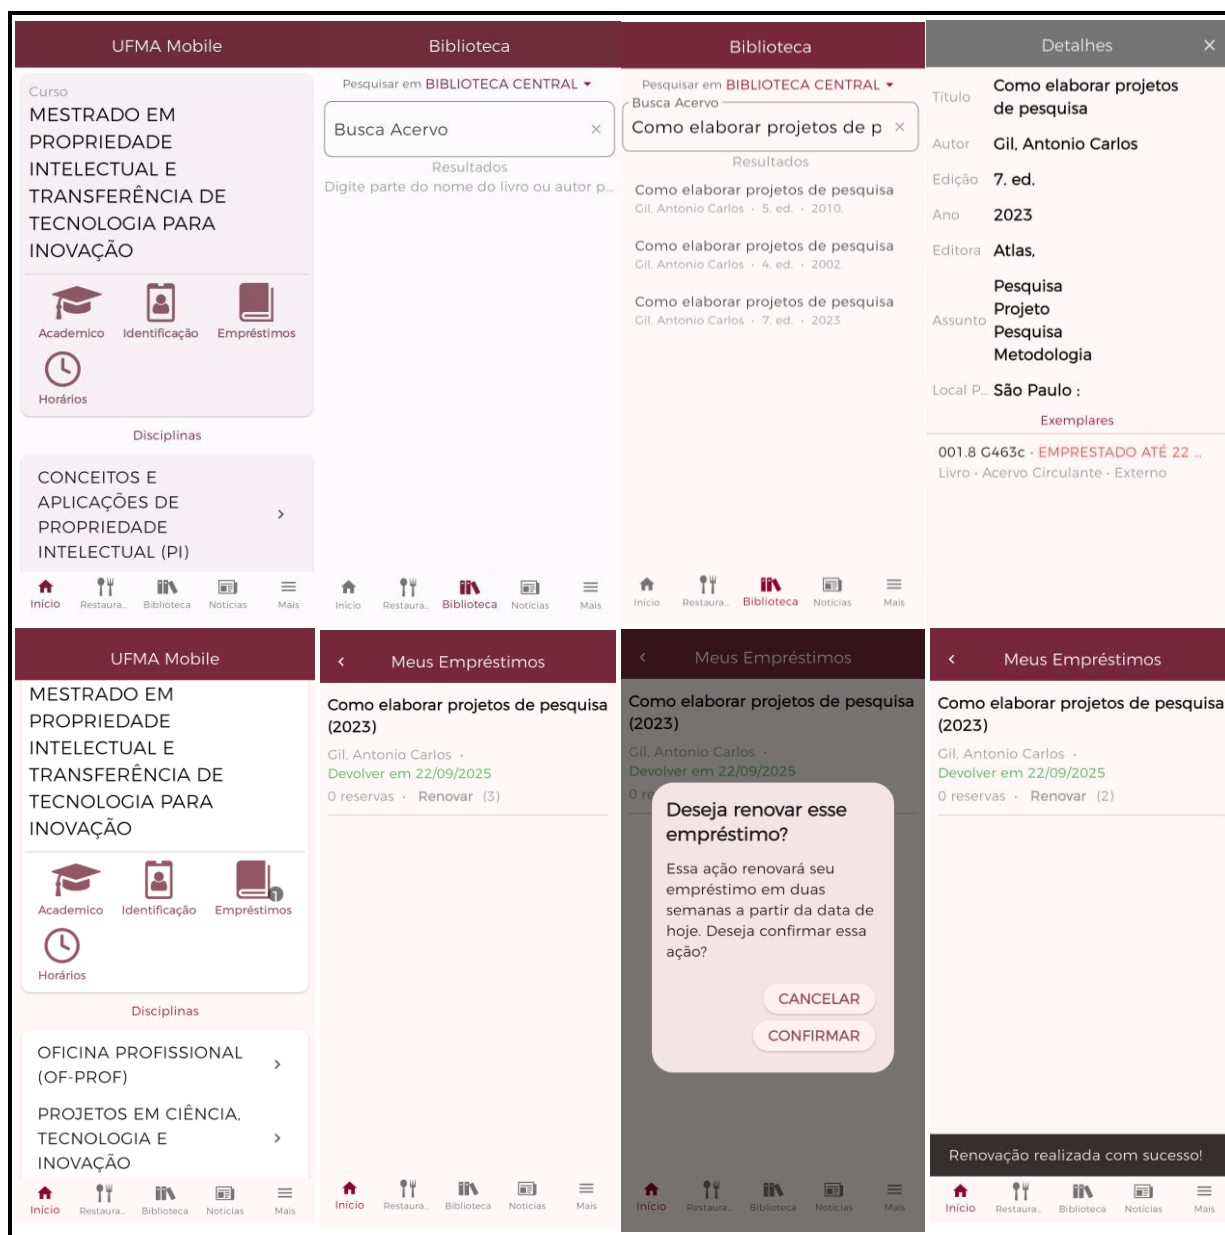 UFMA Mobile
Curso
MESTRADO EM
PROPRIEDADE
INTELECTUAL E
TRANSFERÊNCIA DE
TECNOLOGIA PARA
INOVAÇÃO
Academico Identificação Empréstimos
Horários
Disciplinas
CONCEITOS E
APLICAÇÕES DE
PROPRIEDADE
INTELECTUAL (PI)
Início Restaura... Biblioteca Notícias Mais
Biblioteca
Pesquisar em BIBLIOTECA CENTRAL
Busca Acervo ×
Resultados
Digite parte do nome do livro ou autor p...
Início Restaura... Biblioteca Notícias Mais
Biblioteca
Pesquisar em BIBLIOTECA CENTRAL
Busca Acervo
Como elaborar projetos de p ×
Resultados
Como elaborar projetos de pesquisa
Gil, Antonio Carlos • 5. ed. • 2010.
Como elaborar projetos de pesquisa
Gil, Antonio Carlos • 4. ed. • 2002.
Como elaborar projetos de pesquisa
Gil, Antonio Carlos • 7. ed. • 2023
Início Restaura... Biblioteca Notícias Mais
Detalhes ×
Título Como elaborar projetos
de pesquisa
Autor Gil, Antonio Carlos
Edição 7. ed.
Ano 2023
Editora Atlas,
Assunto Pesquisa
Projeto
Pesquisa
Metodologia
Local P... São Paulo :
Exemplares
001.8 G463c • EMPRESTADO ATÉ 22 ...
Livro • Acervo Circulante • Externo
UFMA Mobile
MESTRADO EM
PROPRIEDADE
INTELECTUAL E
TRANSFERÊNCIA DE
TECNOLOGIA PARA
INOVAÇÃO
1
Academico Identificação Empréstimos
Horários
Disciplinas
OFICINA PROFISSIONAL
(OF-PROF)
PROJETOS EM CIÊNCIA,
TECNOLOGIA E
INOVAÇÃO
Início Restaura... Biblioteca Notícias Mais
Meus Empréstimos
Como elaborar projetos de pesquisa
(2023)
Gil, Antonio Carlos •
Devolver em 22/09/2025
0 reservas • Renovar (3)
Início Restaura... Biblioteca Notícias Mais
Meus Empréstimos
Como elaborar projetos de pesquisa
(2023)
Gil, Antonio Carlos •
Devolver em 22/09/2025
0 re
Deseja renovar esse
empréstimo?
Essa ação renovará seu
empréstimo em duas
semanas a partir da data de
hoje. Deseja confirmar essa
ação?
CANCELAR
CONFIRMAR
Início Restaura... Biblioteca Notícias Mais
Meus Empréstimos
Como elaborar projetos de pesquisa
(2023)
Gil, Antonio Carlos •
Devolver em 22/09/2025
0 reservas • Renovar (2)
Renovação realizada com sucesso!
Início Restaura... Biblioteca Notícias Mais